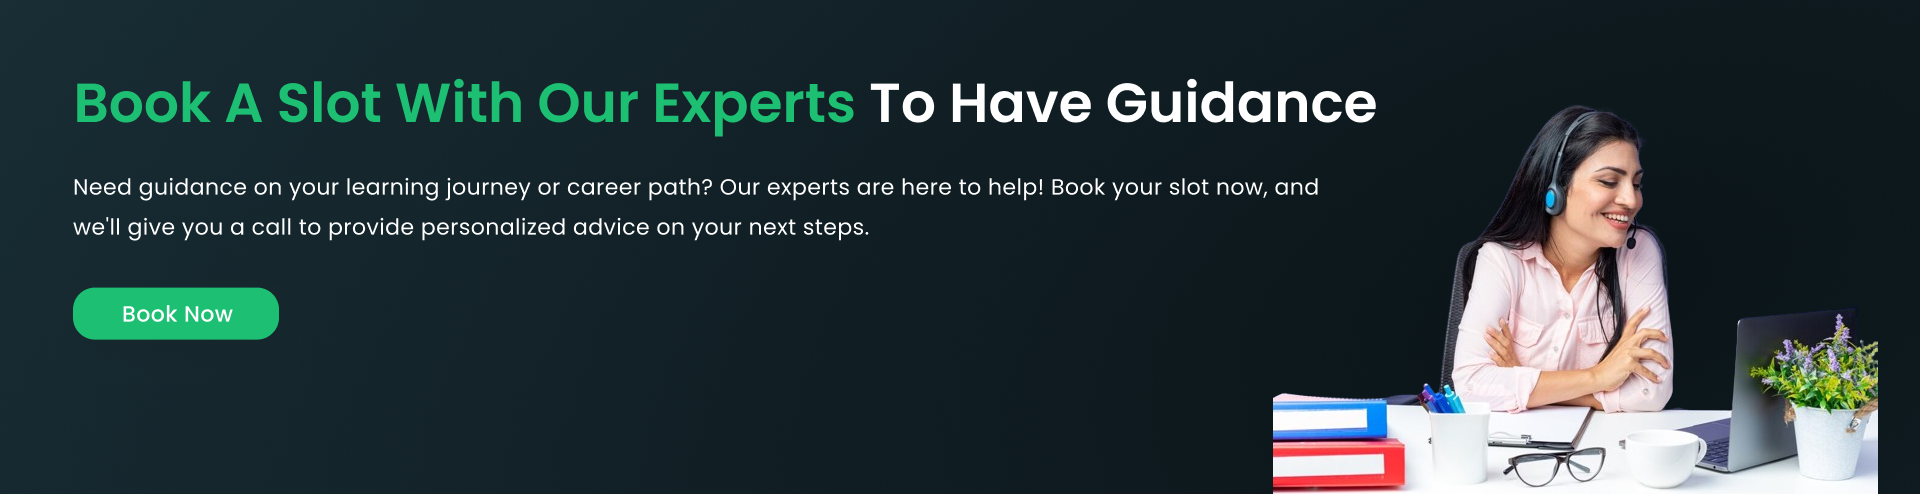 Book A Slot With Our Experts To Have Guidance
Need guidance on your learning journey or career path? Our experts are here to help! Book your slot now, and
we'll give you a call to provide personalized advice on your next steps.
Book Now